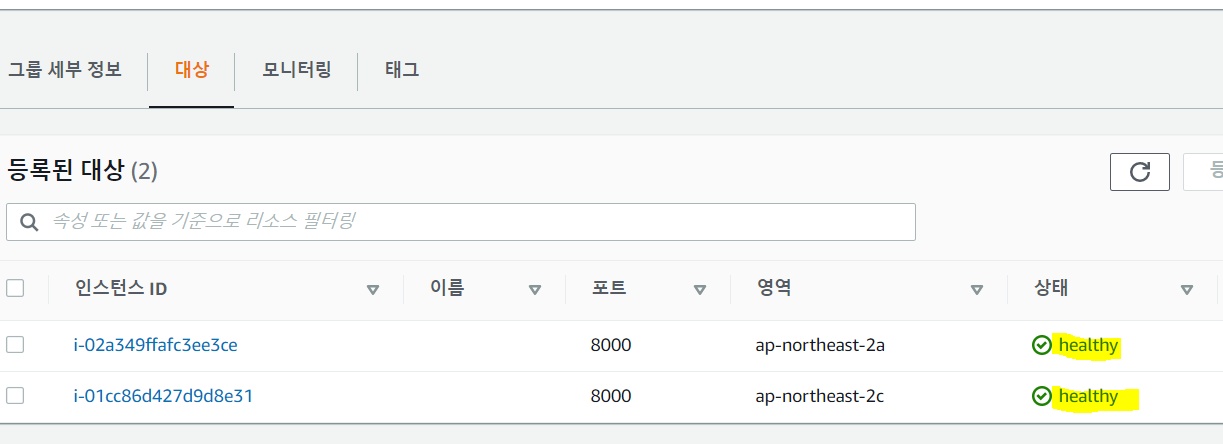 그룹 세부 정보 대상 모니터링 태그
등록된 대상 (2)
속성 또는 값을 기준으로 리소스 필터링
인스턴스 ID 이름 포트 영역 상태
i-02a349ffafc3ee3ce 8000 ap-northeast-2a healthy
i-01cc86d427d9d8e31 8000 ap-northeast-2c healthy